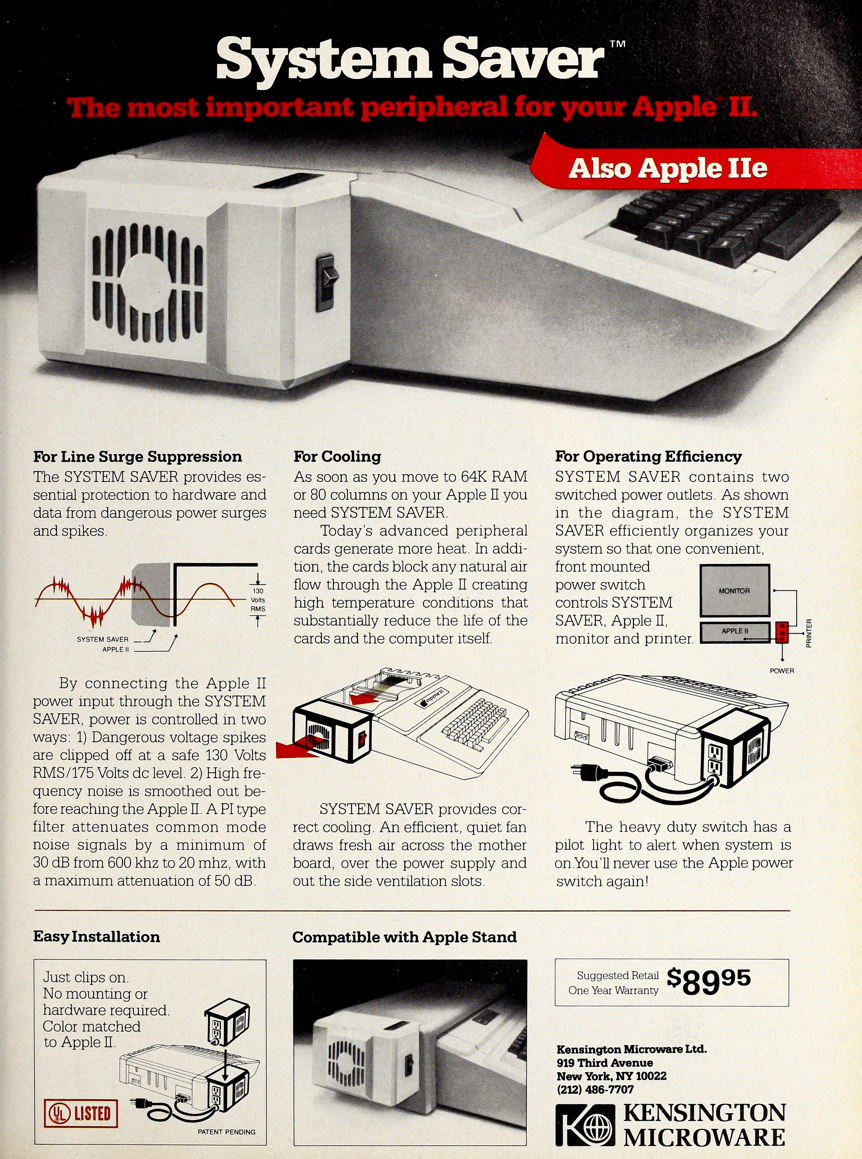 System Saver™
The most important peripheral for your Apple® II.
Also Apple IIe
For Line Surge Suppression
The SYSTEM SAVER provides es-
sential protection to hardware and
data from dangerous power surges
and spikes.
130
Volts
RMS
SYSTEM SAVER
APPLE II
By connecting the Apple II
power input through the SYSTEM
SAVER, power is controlled in two
ways: 1) Dangerous voltage spikes
are clipped off at a safe 130 Volts
RMS/175 Volts dc level. 2) High fre-
quency noise is smoothed out be-
fore reaching the Apple II. A PI type
filter attenuates common mode
noise signals by a minimum of
30 dB from 600 khz to 20 mhz, with
a maximum attenuation of 50 dB.
For Cooling
As soon as you move to 64K RAM
or 80 columns on your Apple II you
need SYSTEM SAVER.
Today's advanced peripheral
cards generate more heat. In addi-
tion, the cards block any natural air
flow through the Apple II creating
high temperature conditions that
substantially reduce the life of the
cards and the computer itself.
SYSTEM SAVER provides cor-
rect cooling. An efficient, quiet fan
draws fresh air across the mother
board, over the power supply and
out the side ventilation slots.
For Operating Efficiency
SYSTEM SAVER contains two
switched power outlets. As shown
in the diagram, the SYSTEM
SAVER efficiently organizes your
system so that one convenient,
front mounted
power switch
controls SYSTEM
SAVER, Apple II,
monitor and printer.
MONITOR
APPLE II
PRINTER
POWER
The heavy duty switch has a
pilot light to alert when system is
on.You'll never use the Apple power
switch again!
Easy Installation
Just clips on.
No mounting or
hardware required.
Color matched
to Apple II.
UL LISTED
PATENT PENDING
Compatible with Apple Stand
Suggested Retail
One Year Warranty
$8995
Kensington Microware Ltd.
919 Third Avenue
New York, NY 10022
(212) 486-7707
KENSINGTON
MICROWARE